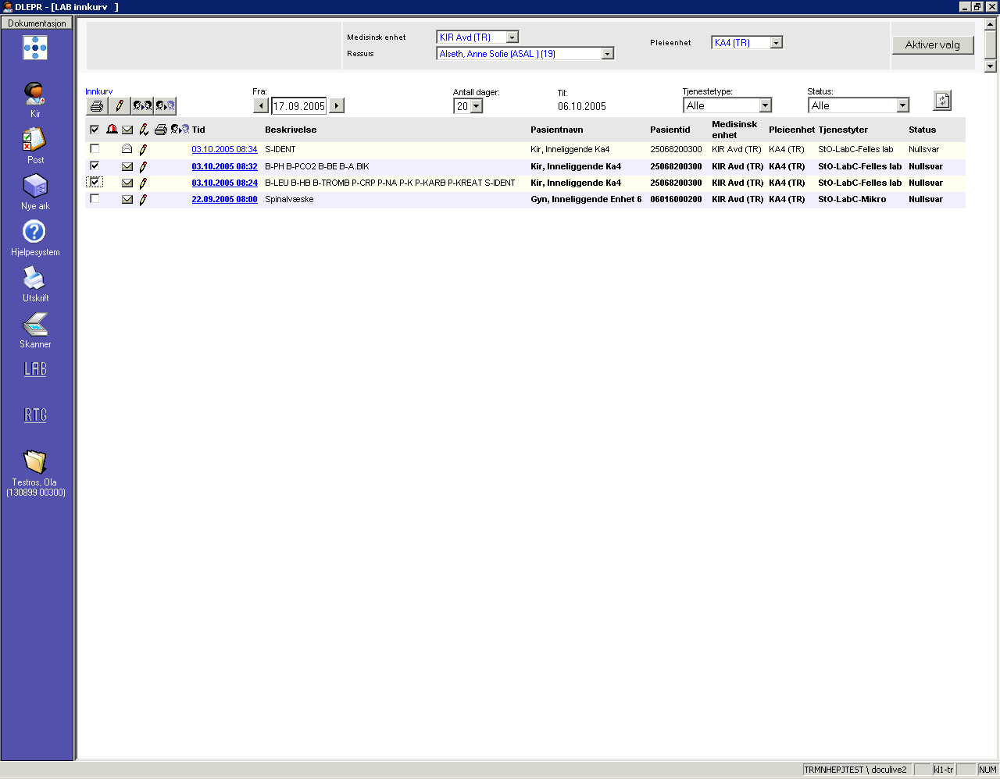 DLEPR - [LAB innkurv ]
Dokumentasjon
Kir
Post
Nye ark
Hjelpesystem
Utskrift
Skanner
LAB
RTG
Testros, Ola
(130899 00300)
Medisinsk enhet KIR Avd (TR)
Ressurs Alseth, Anne Sofie (ASAL ) (19)
Pleieenhet KA4 (TR)
Aktiver valg
Innkurv Fra: Antall dager: Til: Tjenestetype: Status:
17.09.2005 20 06.10.2005 Alle Alle
Tid Beskrivelse Pasientnavn Pasientid Medisinsk enhet Pleieenhet Tjenestyter Status
03.10.2005 08:34 S-IDENT Kir, Inneliggende Ka4 25068200300 KIR Avd (TR) KA4 (TR) StO-LabC-Felles lab Nullsvar
03.10.2005 08:32 B-PH B-PCO2 B-BE B-A.BIK Kir, Inneliggende Ka4 25068200300 KIR Avd (TR) KA4 (TR) StO-LabC-Felles lab Nullsvar
03.10.2005 08:24 B-LEU B-HB B-TROMB P-CRP P-NA P-K P-KARB P-KREAT S-IDENT Kir, Inneliggende Ka4 25068200300 KIR Avd (TR) KA4 (TR) StO-LabC-Felles lab Nullsvar
22.09.2005 08:00 Spinalvæske Gyn, Inneliggende Enhet 6 06016000200 KIR Avd (TR) KA4 (TR) StO-LabC-Mikro Nullsvar
TRMNHEPJTEST \ doculive2 kl1-tr NUM